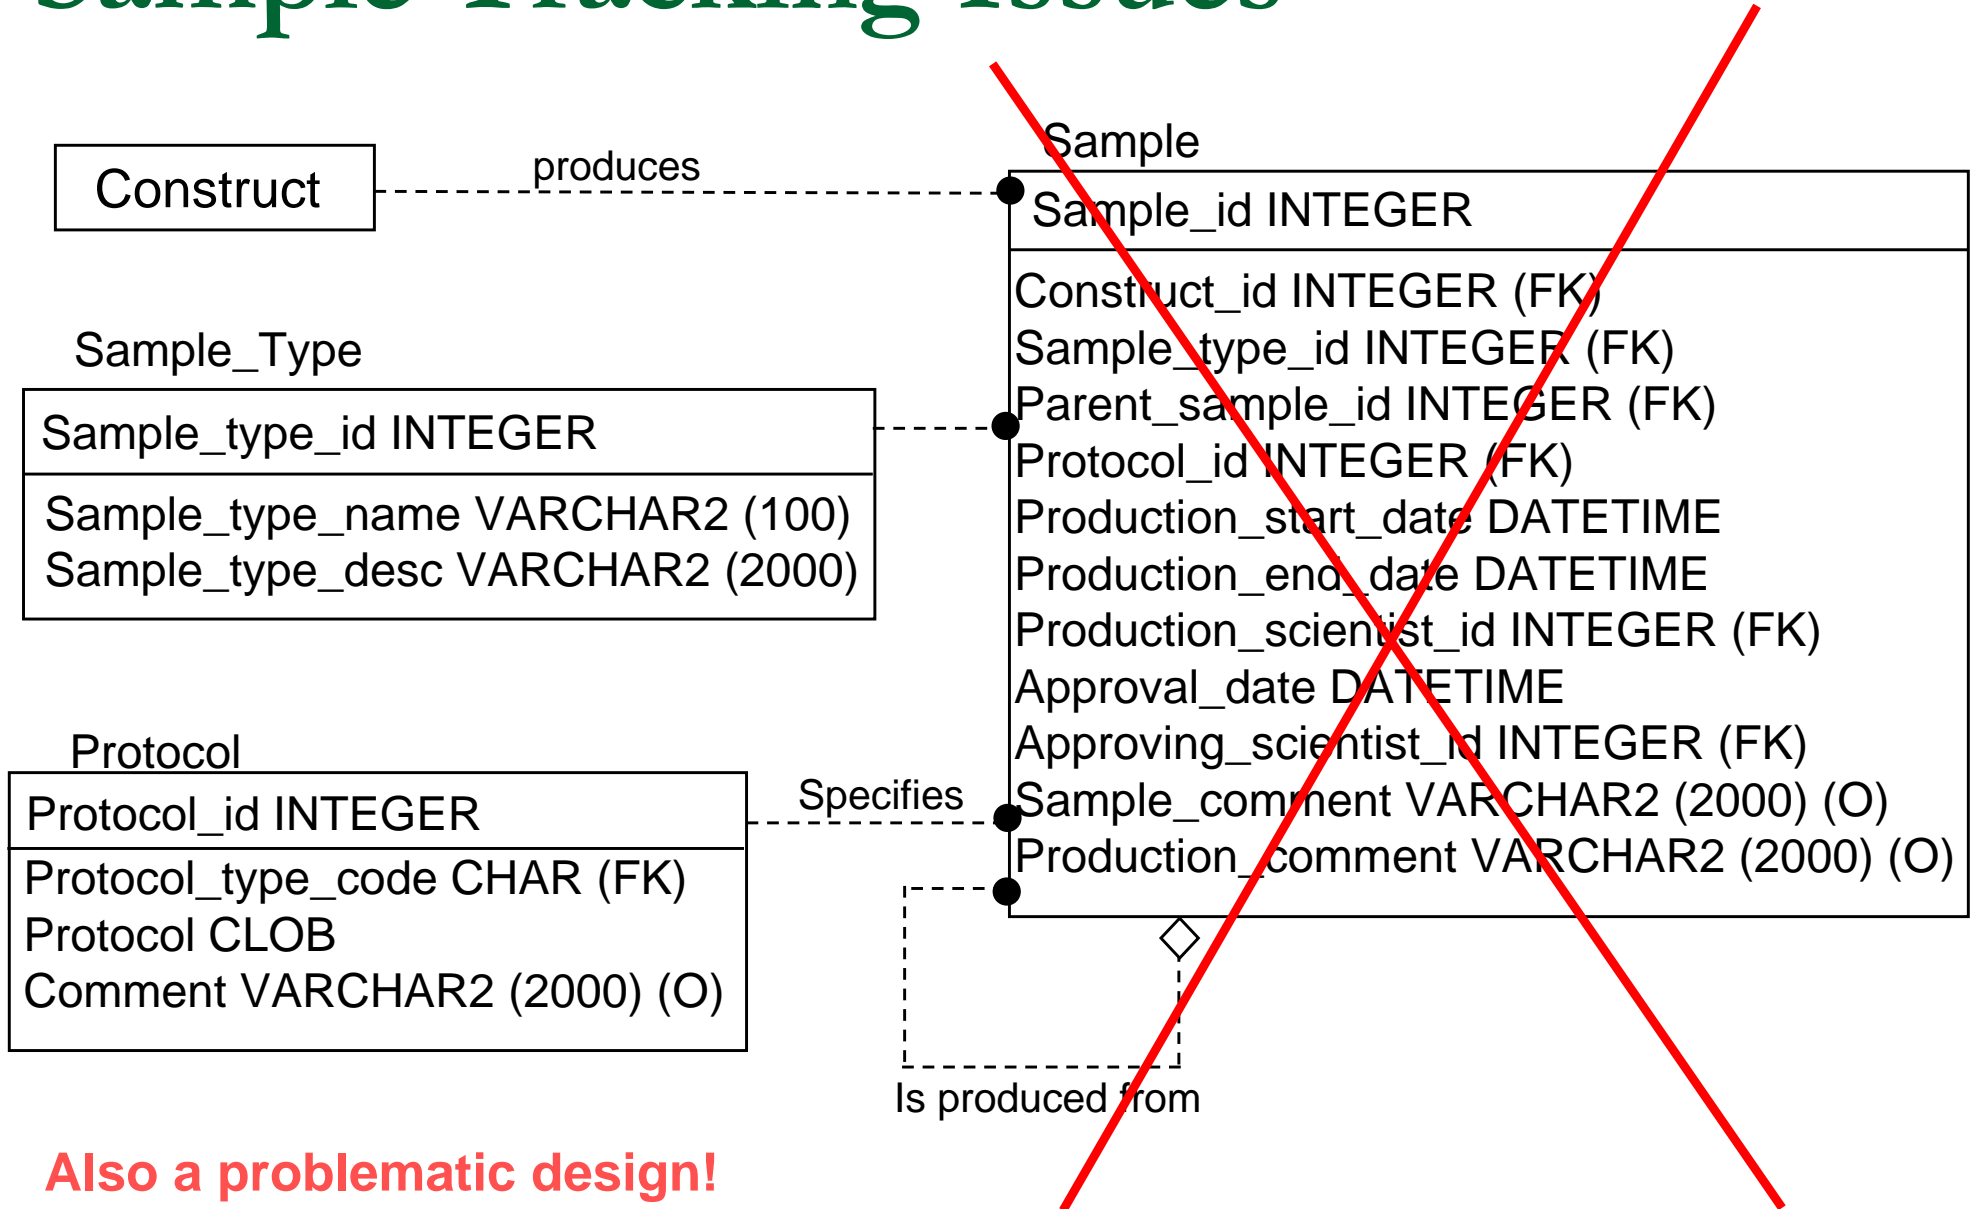 Sample Tracking Issues
Construct
produces
Sample
Sample_id INTEGER
Construct_id INTEGER (FK)
Sample_type_id INTEGER (FK)
Parent_sample_id INTEGER (FK)
Protocol_id INTEGER (FK)
Production_start_date DATETIME
Production_end_date DATETIME
Production_scientist_id INTEGER (FK)
Approval_date DATETIME
Approving_scientist_id INTEGER (FK)
Sample_comment VARCHAR2 (2000) (O)
Production_comment VARCHAR2 (2000) (O)
Sample_Type
Sample_type_id INTEGER
Sample_type_name VARCHAR2 (100)
Sample_type_desc VARCHAR2 (2000)
Protocol
Protocol_id INTEGER
Protocol_type_code CHAR (FK)
Protocol CLOB
Comment VARCHAR2 (2000) (O)
Specifies
Is produced from
Also a problematic design!